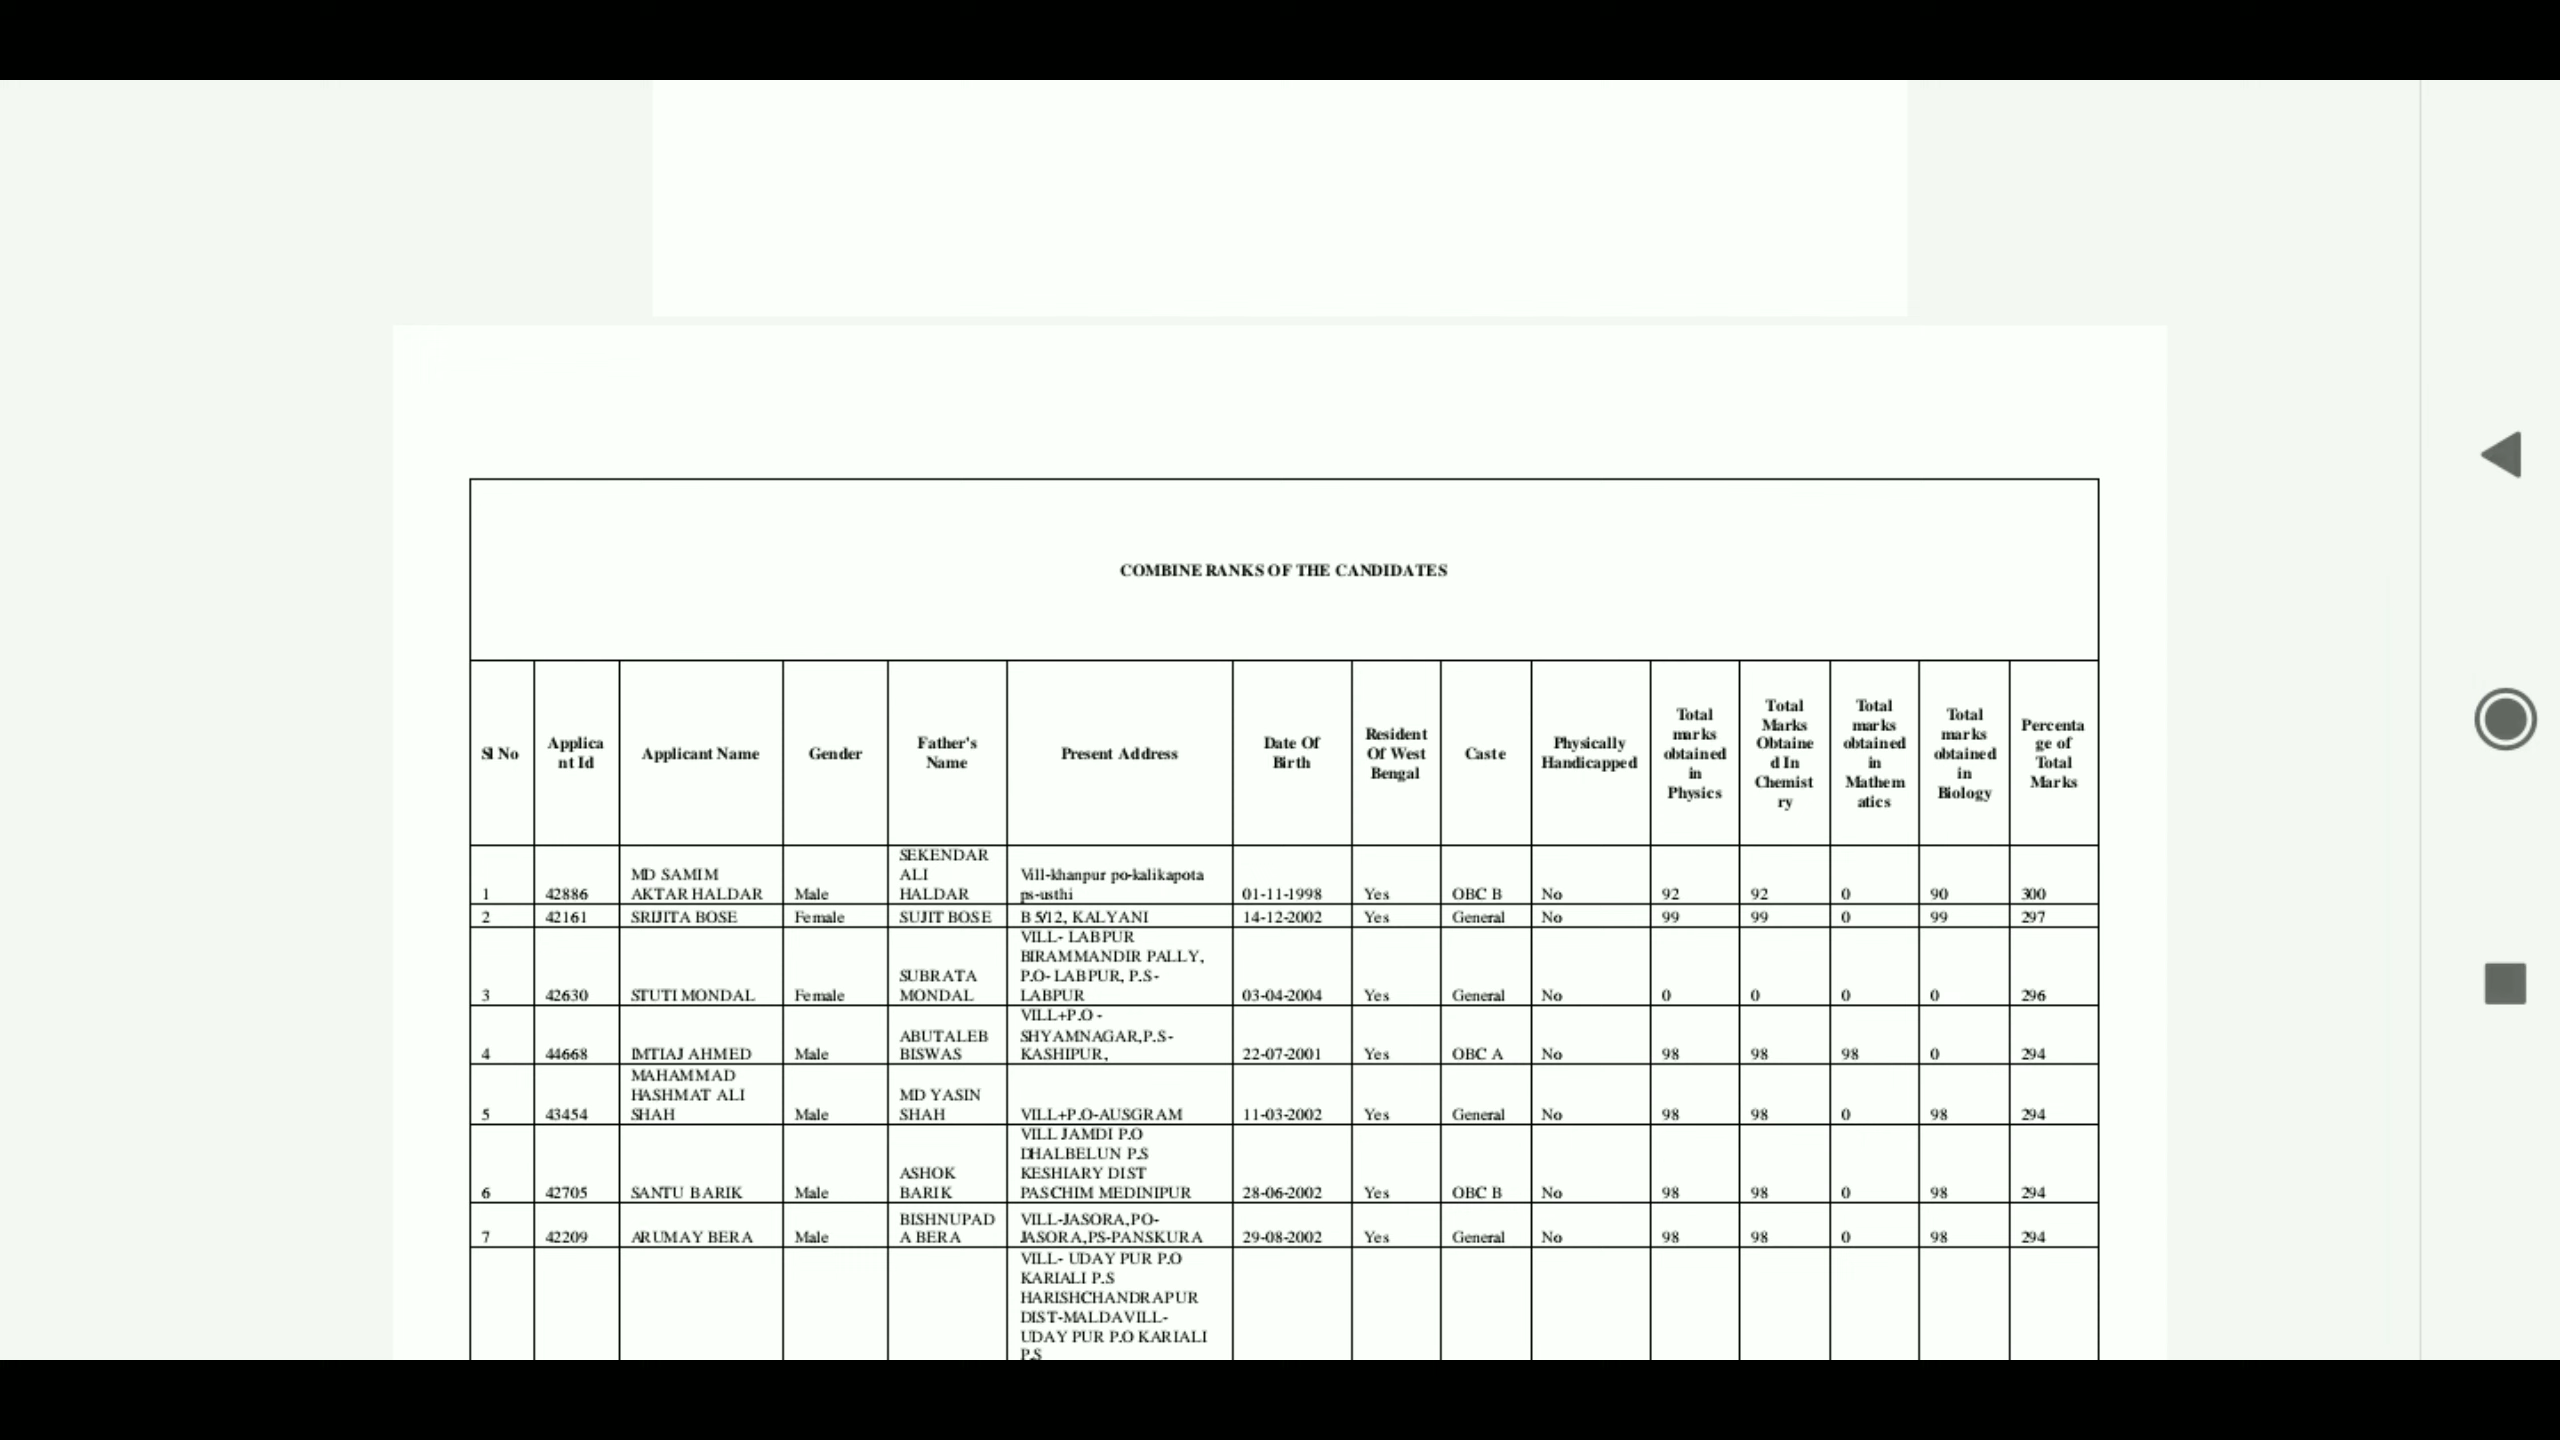 COMBINE RANKS OF THE CANDIDATES
Sl No Applica nt Id Applicant Name Gender Father's Name Present Address Date Of Birth Resident Of West Bengal Caste Physically Handicapped Total marks obtained in Physics Total Marks Obtaine d In Chemist ry Total marks obtained in Mathem atics Total marks obtained in Biology Percenta ge of Total Marks
1 42886 MD SAMIM AKTAR HALDAR Male SEKENDAR ALI HALDAR Vill-khanpur po-kalikapota ps-usthi 01-11-1998 Yes OBC B No 92 92 0 90 300
2 42161 SRIJITA BOSE Female SUJIT BOSE B 5/12, KALYANI 14-12-2002 Yes General No 99 99 0 99 297
3 42630 STUTI MONDAL Female SUBRATA MONDAL VILL- LABPUR BIRAMMANDIR PALLY, P.O- LABPUR, P.S- LABPUR 03-04-2004 Yes General No 0 0 0 0 296
4 44668 IMTIAJ AHMED Male ABUTALEB BISWAS VILL+P.O - SHYAMNAGAR,P.S- KASHIPUR, 22-07-2001 Yes OBC A No 98 98 98 0 294
5 43454 MAHAMMAD HASHMAT ALI SHAH Male MD YASIN SHAH VILL+P.O-AUSGRAM 11-03-2002 Yes General No 98 98 0 98 294
6 42705 SANTU BARIK Male ASHOK BARIK VILL JAMDI P.O DHALBELUN P.S KESHIARY DIST PASCHIM MEDINIPUR 28-06-2002 Yes OBC B No 98 98 0 98 294
7 42209 ARUMAY BERA Male BISHNUPAD A BERA VILL-JASORA,PO- JASORA,PS-PANSKURA 29-08-2002 Yes General No 98 98 0 98 294
VILL- UDAY PUR P.O
KARIALI P.S
HARISHCHANDRAPUR
DIST-MALDAVILL-
UDAY PUR P.O KARIALI
P.S